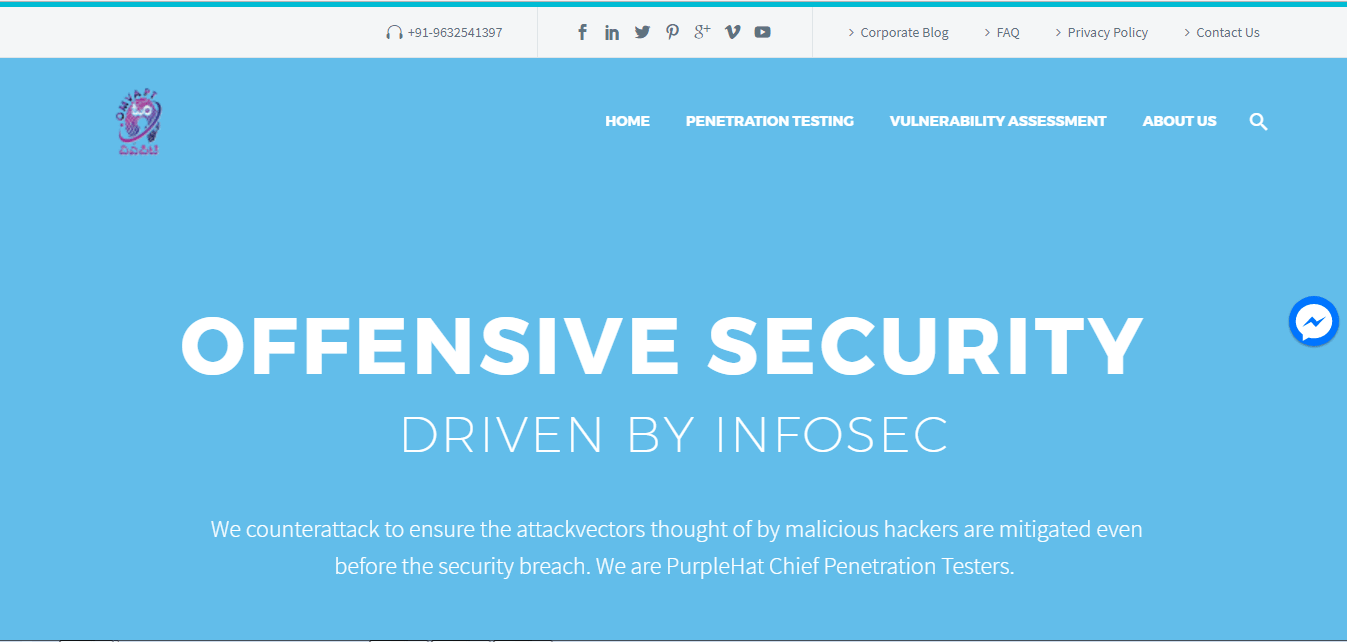 +91-9632541397
Corporate Blog
FAQ
Privacy Policy
Contact Us
OMVAPT
HOME
PENETRATION TESTING
VULNERABILITY ASSESSMENT
ABOUT US
OFFENSIVE SECURITY
DRIVEN BY INFOSEC
We counterattack to ensure the attackvectors thought of by malicious hackers are mitigated even
before the security breach. We are PurpleHat Chief Penetration Testers.